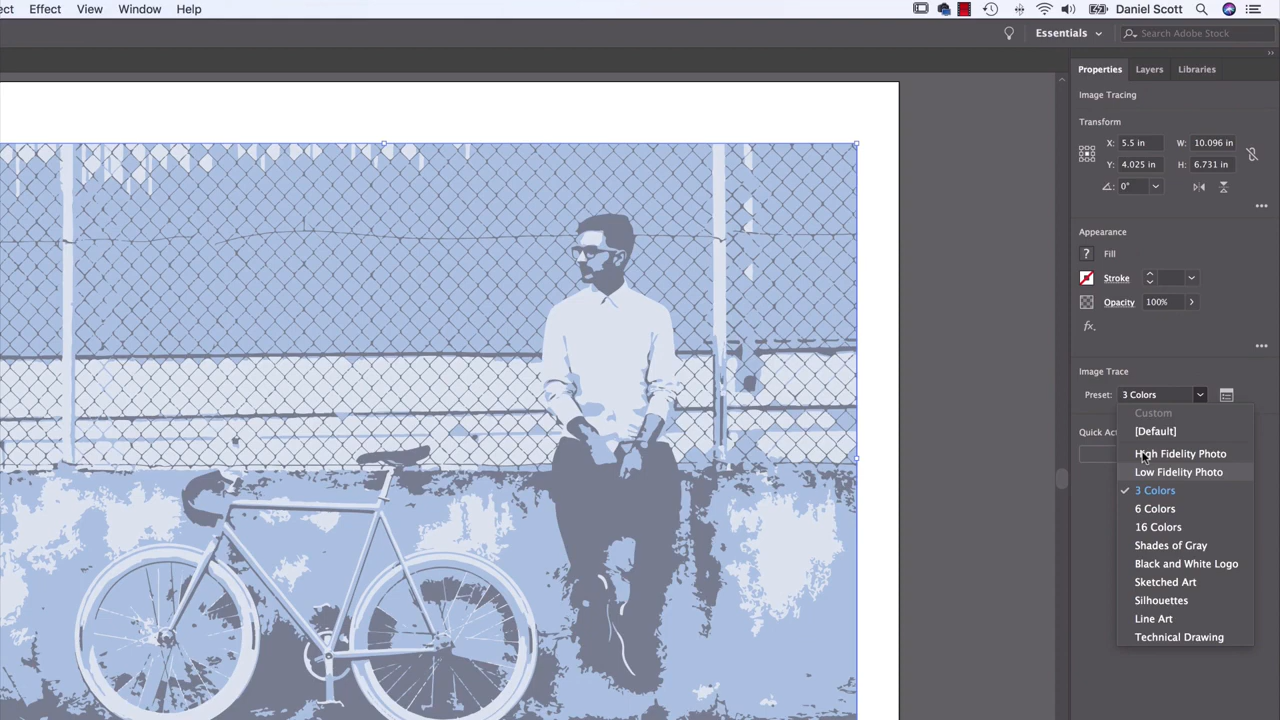 ect Effect View Window Help Daniel Scott
Essentials Search Adobe Stock
Properties Layers Libraries
Image Tracing
Transform
X: 5.5 in W: 10.096 in
Y: 4.025 in H: 6.731 in
0°
Appearance
? Fill
Stroke
Opacity 100%
fx.
Image Trace
Preset: 3 Colors
Custom
[Default]
Quick Act
High Fidelity Photo
Low Fidelity Photo
3 Colors
6 Colors
16 Colors
Shades of Gray
Black and White Logo
Sketched Art
Silhouettes
Line Art
Technical Drawing